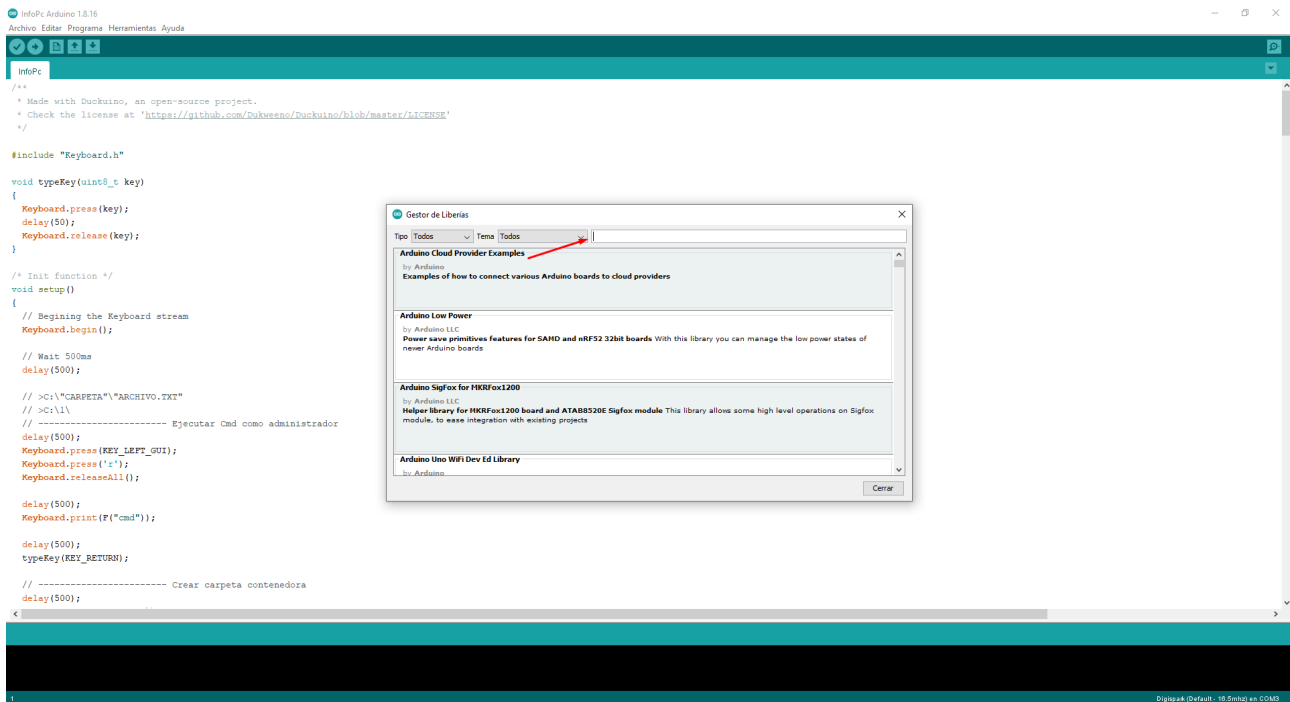 InfoPc Arduino 1.8.16
Archivo Editar Programa Herramientas Ayuda
InfoPc
/**
* Made with Duckuino, an open-source project.
* Check the license at 'https://github.com/Dukweeno/Duckuino/blob/master/LICENSE'
*/
#include "Keyboard.h"
void typeKey(uint8_t key)
{
Keyboard.press(key);
delay(50);
Keyboard.release(key);
}
/* Init function */
void setup()
{
// Begining the Keyboard stream
Keyboard.begin();
// Wait 500ms
delay(500);
// >C:\"CARPETA"\"ARCHIVO.TXT"
// >C:\1\
// ------------------------ Ejecutar Cmd como administrador
delay(500);
Keyboard.press(KEY_LEFT_GUI);
Keyboard.press('r');
Keyboard.releaseAll();
delay(500);
Keyboard.print(F("cmd"));
delay(500);
typeKey(KEY_RETURN);
// ------------------------ Crear carpeta contenedora
delay(500);
Gestor de Liberías
Tipo Todos Tema Todos
Arduino Cloud Provider Examples
by Arduino
Examples of how to connect various Arduino boards to cloud providers
Arduino Low Power
by Arduino LLC
Power save primitives features for SAMD and nRF52 32bit boards With this library you can manage the low power states of
newer Arduino boards
Arduino SigFox for MKRFox1200
by Arduino LLC
Helper library for MKRFox1200 board and ATAB8520E Sigfox module This library allows some high level operations on Sigfox
module, to ease integration with existing projects
Arduino Uno WiFi Dev Ed Library
by Arduino
Cerrar
1
Digispark (Default - 16.5mhz) en COM3